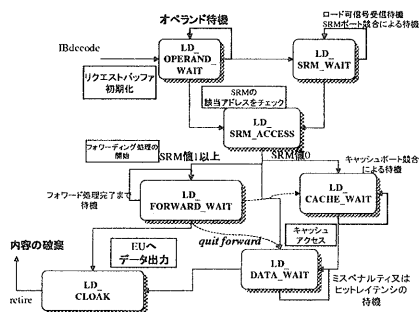 オペランド待機
ロード可信号受信待機
SRMポート競合による待機
IBdecode
LD_
OPERAND_
WAIT
LD_
SRM_WAIT
リクエストバッファ
初期化
SRMの
該当アドレスをチェック
LD_
SRM_ACCESS
フォワーディング処理の
開始
SRM値1以上
SRM値0
キャッシュポート競合
による待機
フォワード処理完了まで
待機
LD_
FORWARD_WAIT
LD_
CACHE_WAIT
キャッシュ
アクセス
内容の破棄
EUへ
データ出力
quit forward
LD_
DATA_WAIT
ミスペナルティ又は
ヒットレイテンシの
待機
retire
LD_
CLOAK